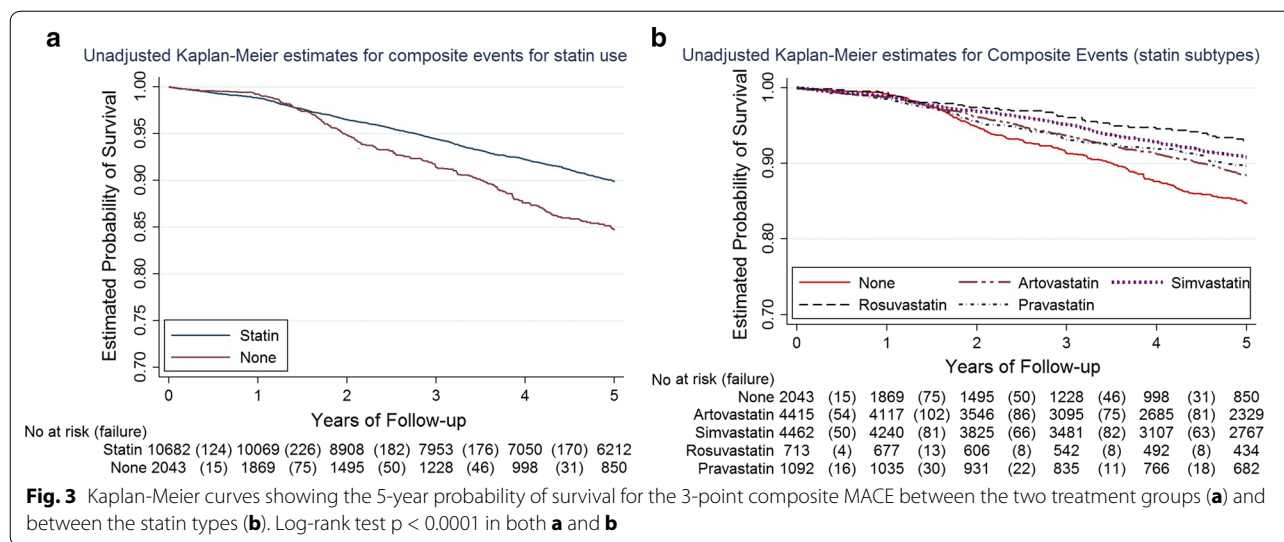 a
Unadjusted Kaplan-Meier estimates for composite events for statin use
Estimated Probability of Survival
1.00
0.95
0.90
0.85
0.80
0.75
0.70
Statin
None
0 1 2 3 4 5
Years of Follow-up
No at risk (failure)
Statin 10682 (124) 10069 (226) 8908 (182) 7953 (176) 7050 (170) 6212
None 2043 (15) 1869 (75) 1495 (50) 1228 (46) 998 (31) 850
b
Unadjusted Kaplan-Meier estimates for Composite Events (statin subtypes)
Estimated Probability of Survival
1.00
0.90
0.80
0.70
None Artovastatin Simvastatin
Rosuvastatin Pravastatin
0 1 2 3 4 5
Years of Follow-up
No at risk (failure)
None 2043 (15) 1869 (75) 1495 (50) 1228 (46) 998 (31) 850
Artovastatin 4415 (54) 4117 (102) 3546 (86) 3095 (75) 2685 (81) 2329
Simvastatin 4462 (50) 4240 (81) 3825 (66) 3481 (82) 3107 (63) 2767
Rosuvastatin 713 (4) 677 (13) 606 (8) 542 (8) 492 (8) 434
Pravastatin 1092 (16) 1035 (30) 931 (22) 835 (11) 766 (18) 682
Fig. 3 Kaplan-Meier curves showing the 5-year probability of survival for the 3-point composite MACE between the two treatment groups (a) and
between the statin types (b). Log-rank test p < 0.0001 in both a and b